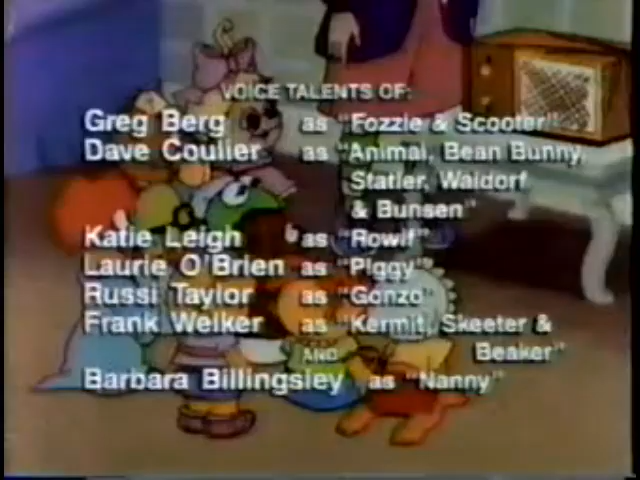 VOICE TALENTS OF:
Greg Berg as "Fozzie & Scooter"
Dave Coulier as "Animal, Bean Bunny,
Statler, Waldorf
& Bunsen"
Katie Leigh as "Rowlf"
Laurie O'Brien as "Piggy"
Russi Taylor as "Gonzo"
Frank Welker as "Kermit, Skeeter &
Beaker"
AND
Barbara Billingsley as "Nanny"